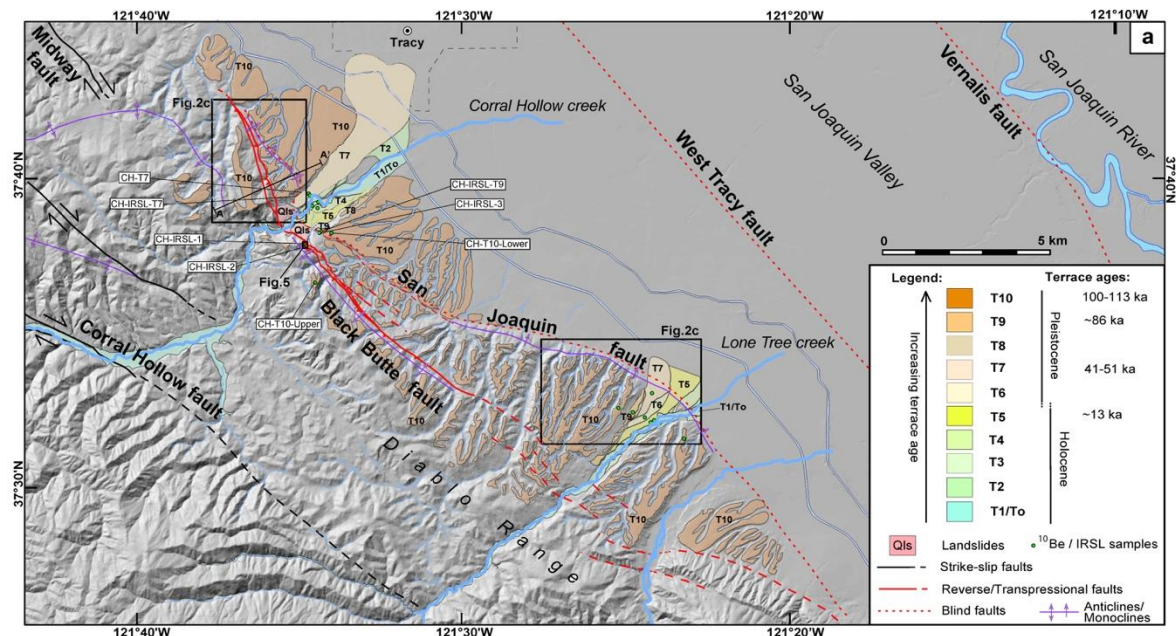 121°40'
121°30'
121°20'
121°10'
a
Midway
fault
Tracy
Vernalis fault
San Joaquin River
San Joaquin Valley
West Tracy fault
Corral Hollow creek
Fig.2c
T10
T10
T7
T2
T1/To
A'
A
T10
37°40'
37°40'
CH-T7
CH-IRSL-T7
CH-IRSL-T9
CH-IRSL-3
CH-T10-Lower
T4
T8
T5
T9
Qls
Qls
T10
CH-IRSL-1
CH-IRSL-2
Fig.5
CH-T10-Upper
0
5 km
San
Joaquin
fault
Black Butte fault
Corral Hollow fault
Fig.2c
Lone Tree creek
T7
T5
T6
T9
T10
T1/To
T10
T10
T10
Diablo
Range
37°30'
Legend:
Terrace ages:
Increasing terrace age
T10
100-113 ka
T9
~86 ka
T8
T7
41-51 ka
T6
T5
~13 ka
T4
T3
T2
T1/To
Pleistocene
Holocene
Qls
Landslides
¹⁰Be / IRSL samples
Strike-slip faults
Reverse/Transpressional faults
Blind faults
Anticlines/
Monoclines
121°40'
121°30'
121°20'